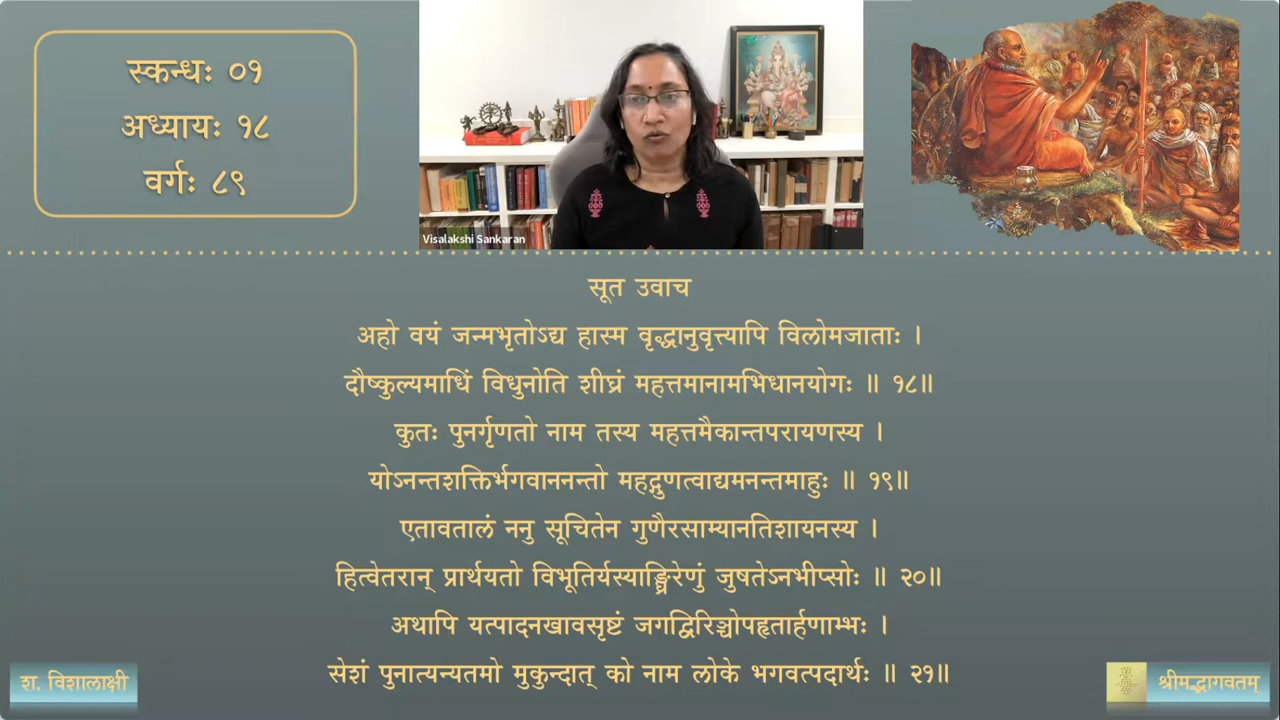 स्कन्धः ०१
अध्यायः १८
वर्गः ८९
Visalakshi Sankaran
सूत उवाच
अहो वयं जन्मभृतोऽद्य हास्म वृद्धानुवृत्त्यापि विलोमजाताः ।
दौष्कुल्यमाधिं विधुनोति शीघ्रं महत्तमानामभिधानयोगः ॥ १८॥
कुतः पुनर्गृणतो नाम तस्य महत्तमैकान्तपरायणस्य ।
योऽनन्तशक्तिर्भगवाननन्तो महद्गुणत्वाद्यमनन्तमाहुः ॥ १९॥
एतावतालं ननु सूचितेन गुणैरसाम्यानतिशायनस्य ।
हित्वेतरान् प्रार्थयतो विभूतिर्यस्याङ्घ्रिरेणुं जुषतेऽनभीप्सोः ॥ २०॥
अथापि यत्पादनखावसृष्टं जगद्विरिञ्चोपहृतार्हणाम्भः ।
सेशं पुनात्यन्यतमो मुकुन्दात् को नाम लोके भगवत्पदार्थः ॥ २१॥
श. विशालाक्षी
श्रीमद्भागवतम्